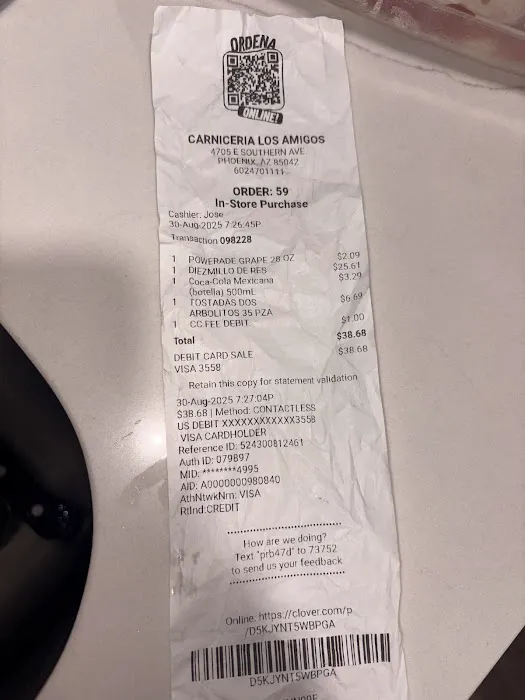 ORDENA
ONLINE!
CARNICERIA LOS AMIGOS
4705 E SOUTHERN AVE
PHOENIX, AZ 85042
6024701111
ORDER: 59
In-Store Purchase
Cashier: Jose
30-Aug-2025 7:26:45P
Transaction 098228
1 POWERADE GRAPE 28 OZ $2.09
1 DIEZMILLO DE RES $25.61
1 Coca-Cola Mexicana $3.29
(botella) 500mL
1 TOSTADAS DOS $6.69
ARBOLITOS 35 PZA
1 CC FEE DEBIT $1.00
Total $38.68
DEBIT CARD SALE $38.68
VISA 3558
Retain this copy for statement validation
30-Aug-2025 7:27:04P
$38.68 | Method: CONTACTLESS
US DEBIT XXXXXXXXXXXX3558
VISA CARDHOLDER
Reference ID: 524300812461
Auth ID: 079897
MID: ********4995
AID: A0000000980840
AthNtwkNm: VISA
RtInd:CREDIT
How are we doing?
Text "prb47d" to 73752
to send us your feedback
Online: https://clover.com/p
/D5KJYNT5WBPGA
D5KJYNT5WBPGA